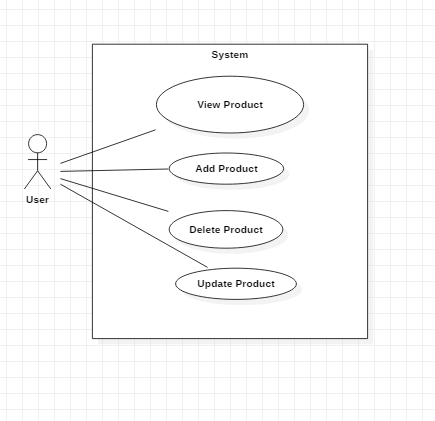 System
View Product
Add Product
User
Delete Product
Update Product